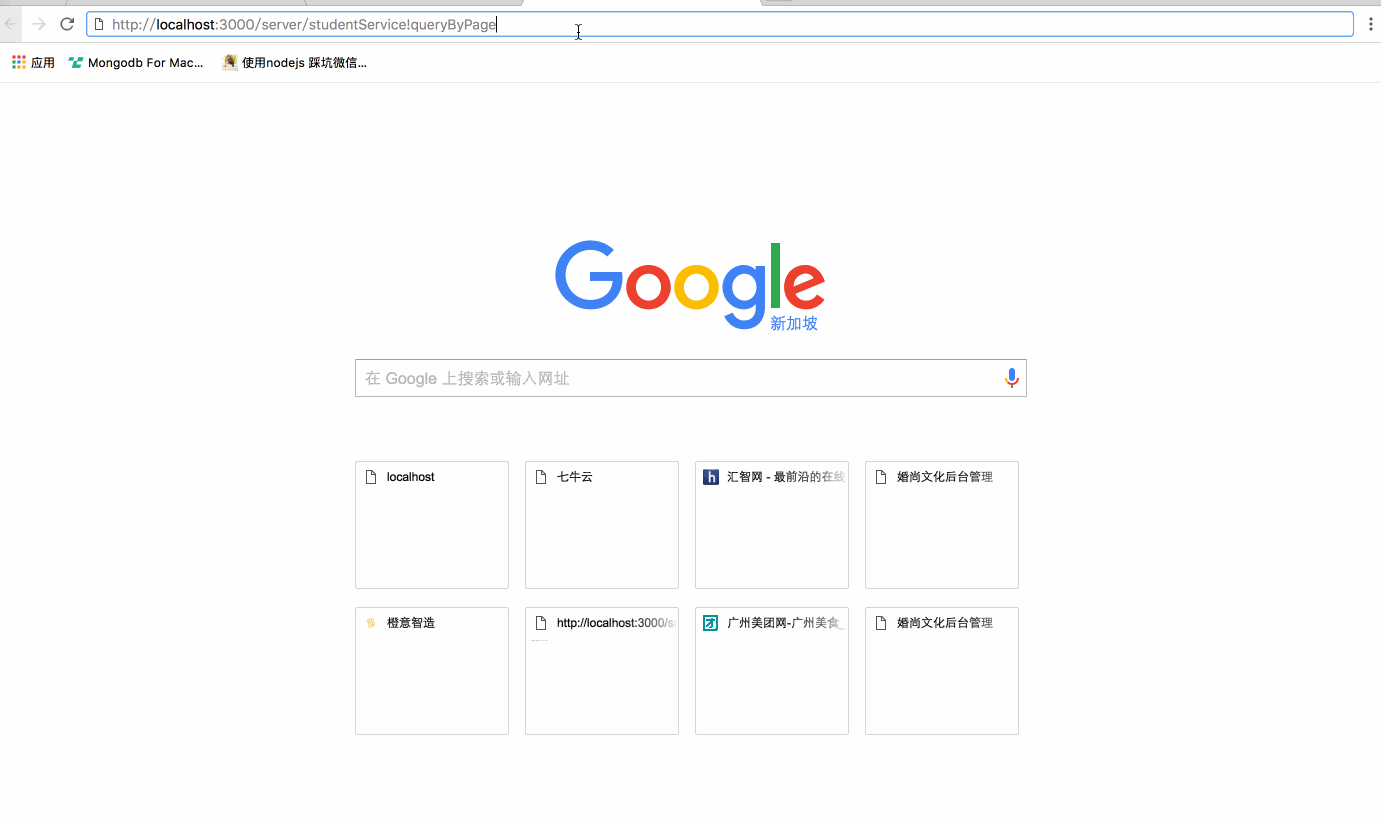 http://localhost:3000/server/studentService!queryByPage
应用 Mongodb For Mac... 使用nodejs 踩坑微信...
Google
新加坡
在 Google 上搜索或输入网址
localhost 七牛云 汇智网 - 最前沿的在线 婚尚文化后台管理
橙意智造 http://localhost:3000/s 广州美团网-广州美食_ 婚尚文化后台管理